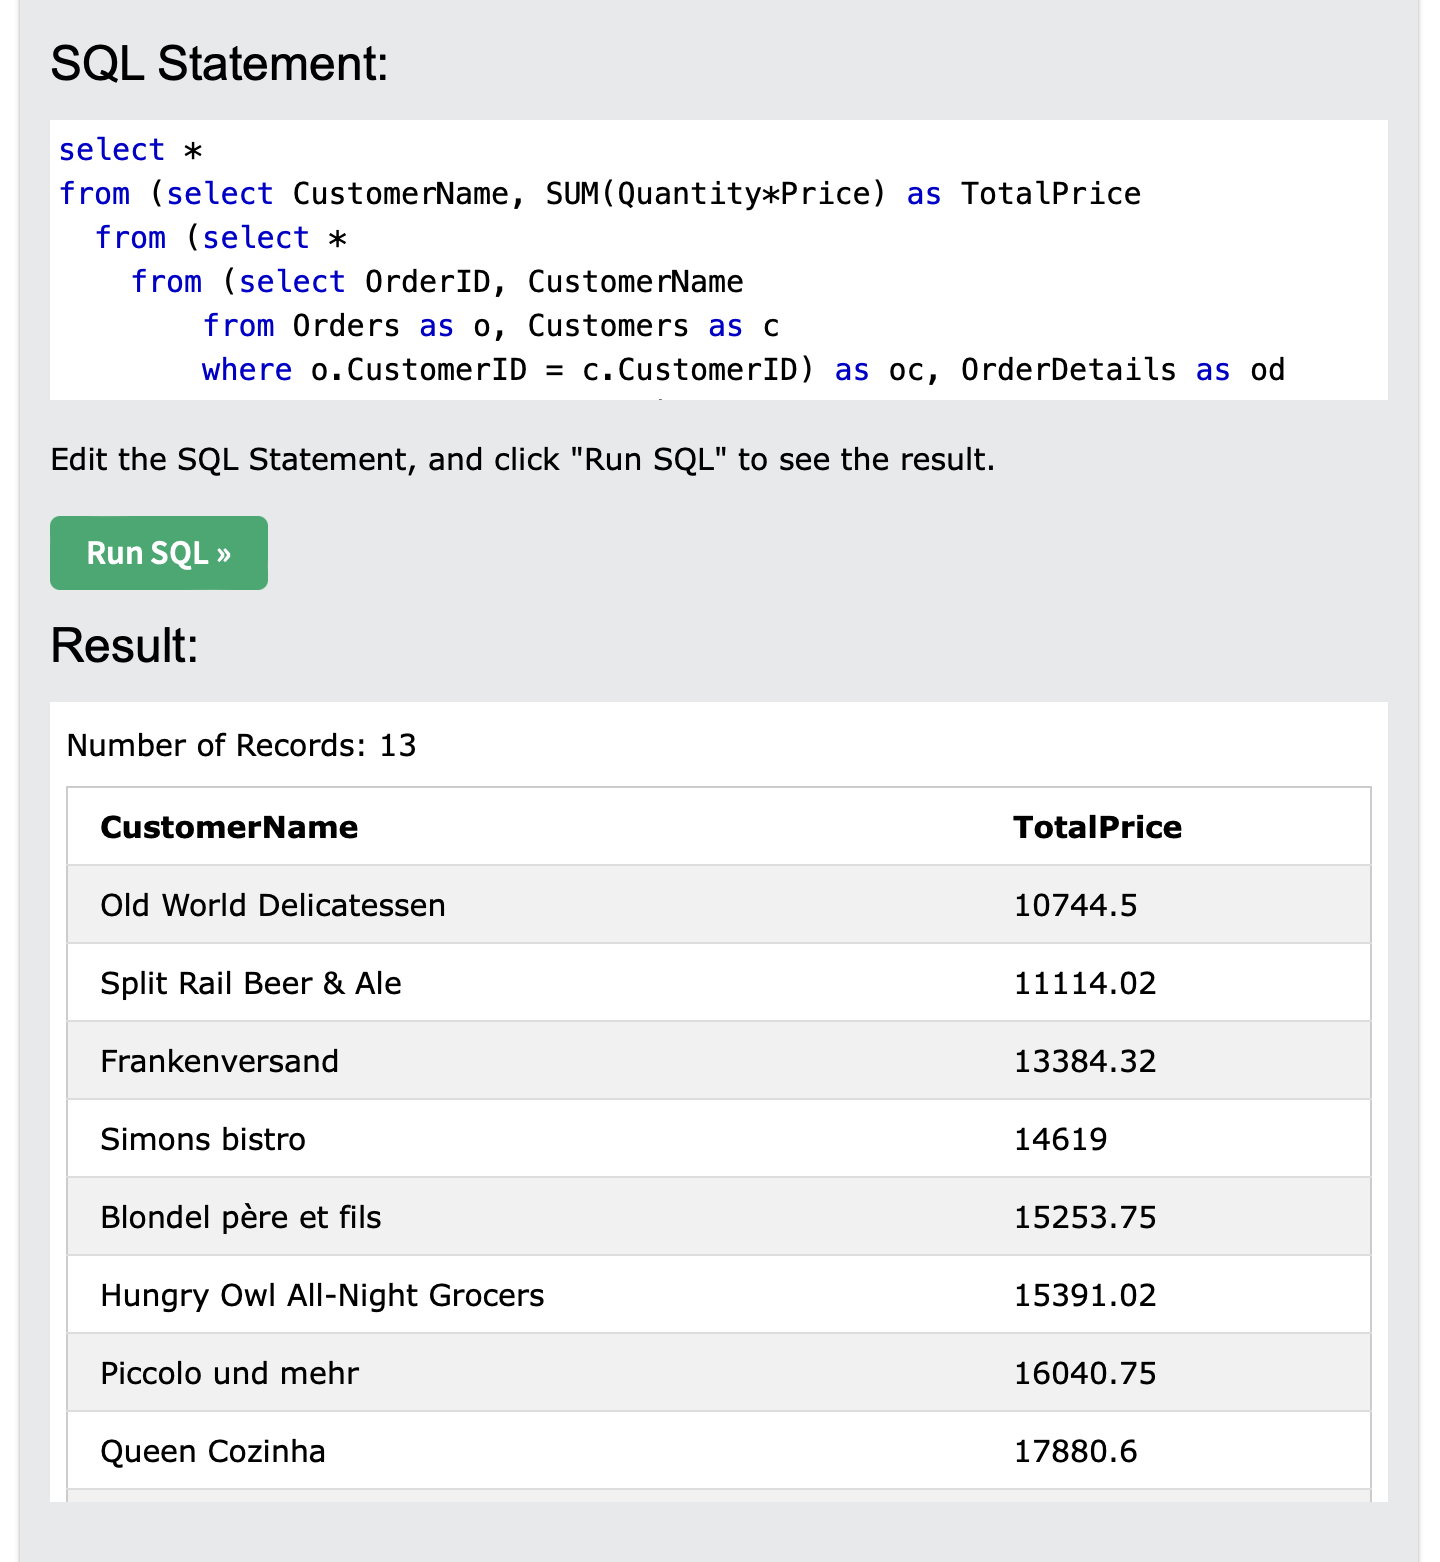 SQL Statement:
select *
from (select CustomerName, SUM(Quantity*Price) as TotalPrice
  from (select *
    from (select OrderID, CustomerName
        from Orders as o, Customers as c
        where o.CustomerID = c.CustomerID) as oc, OrderDetails as od
Edit the SQL Statement, and click "Run SQL" to see the result.
Run SQL »
Result:
Number of Records: 13
CustomerName TotalPrice
Old World Delicatessen 10744.5
Split Rail Beer & Ale 11114.02
Frankenversand 13384.32
Simons bistro 14619
Blondel père et fils 15253.75
Hungry Owl All-Night Grocers 15391.02
Piccolo und mehr 16040.75
Queen Cozinha 17880.6